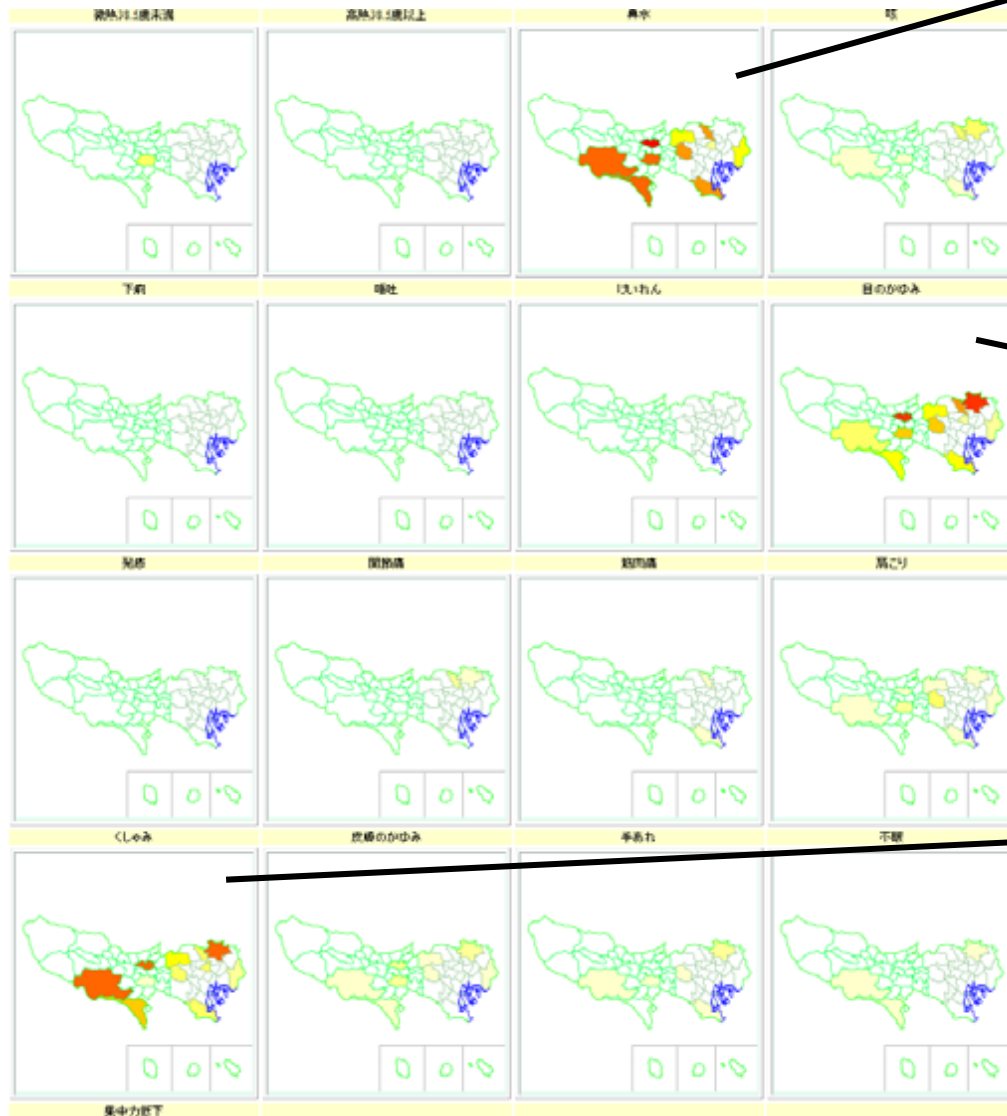 微熱38.5歳未満
高熱38.5歳以上
鼻水
咳
下痢
嘔吐
けいれん
目のかゆみ
発疹
関節痛
筋肉痛
肩こり
くしゃみ
皮膚のかゆみ
手あれ
不眠
集中力低下